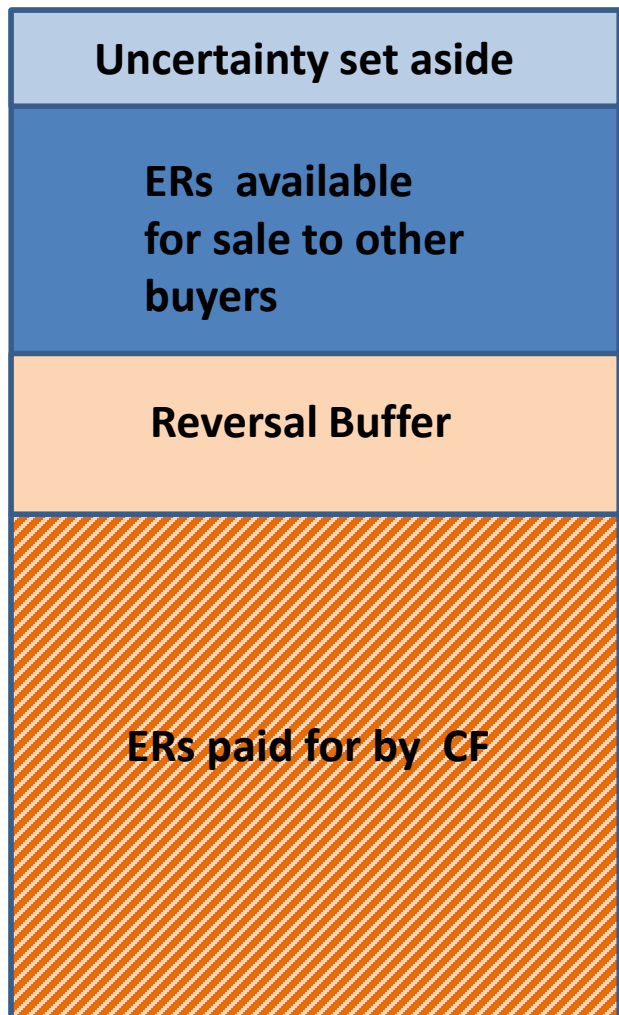 Uncertainty set aside
ERs available
for sale to other
buyers
Reversal Buffer
ERs paid for by CF